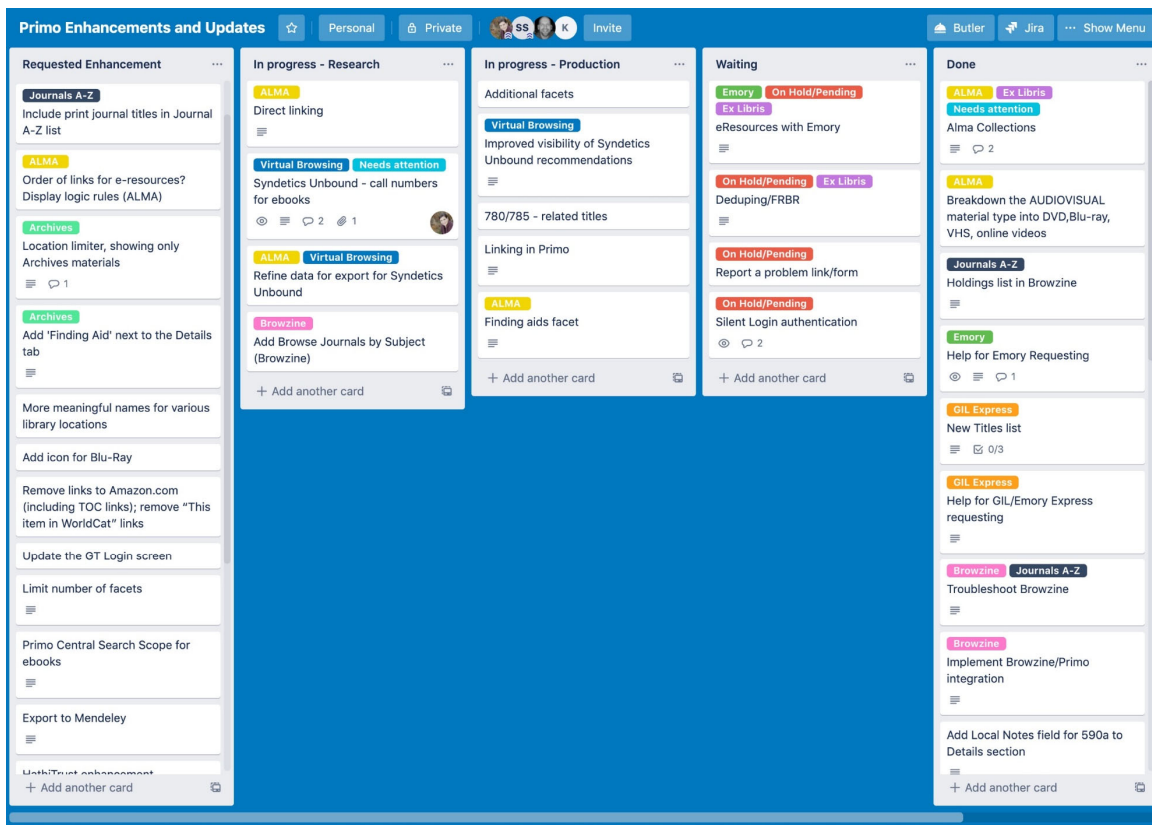 Primo Enhancements and Updates
Personal
Private
SS
K
Invite
Butler
Jira
Show Menu
Requested Enhancement
Journals A-Z
Include print journal titles in Journal
A-Z list
ALMA
Order of links for e-resources?
Display logic rules (ALMA)
Archives
Location limiter, showing only
Archives materials
1
Archives
Add 'Finding Aid' next to the Details
tab
More meaningful names for various
library locations
Add icon for Blu-Ray
Remove links to Amazon.com
(including TOC links); remove “This
item in WorldCat” links
Update the GT Login screen
Limit number of facets
Primo Central Search Scope for
ebooks
Export to Mendeley
HathiTrust enhancement
+ Add another card
In progress - Research
ALMA
Direct linking
Virtual Browsing Needs attention
Syndetics Unbound - call numbers
for ebooks
2 1
ALMA Virtual Browsing
Refine data for export for Syndetics
Unbound
Browzine
Add Browse Journals by Subject
(Browzine)
+ Add another card
In progress - Production
Additional facets
Virtual Browsing
Improved visibility of Syndetics
Unbound recommendations
780/785 - related titles
Linking in Primo
ALMA
Finding aids facet
+ Add another card
Waiting
Emory On Hold/Pending
Ex Libris
eResources with Emory
On Hold/Pending Ex Libris
Deduping/FRBR
On Hold/Pending
Report a problem link/form
On Hold/Pending
Silent Login authentication
2
+ Add another card
Done
ALMA Ex Libris
Needs attention
Alma Collections
2
ALMA
Breakdown the AUDIOVISUAL
material type into DVD,Blu-ray,
VHS, online videos
Journals A-Z
Holdings list in Browzine
Emory
Help for Emory Requesting
1
GIL Express
New Titles list
0/3
GIL Express
Help for GIL/Emory Express
requesting
Browzine Journals A-Z
Troubleshoot Browzine
Browzine
Implement Browzine/Primo
integration
Add Local Notes field for 590a to
Details section
+ Add another card